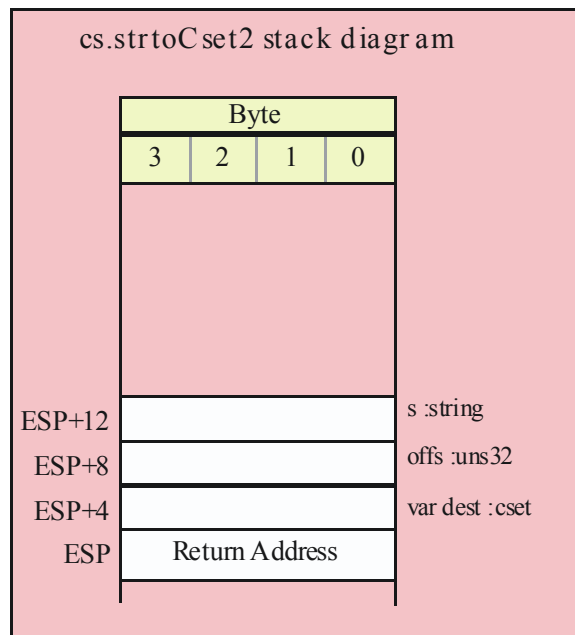 cs.strtoCset2 stack diagram
Byte
3 2 1 0
ESP+12 s :string
ESP+8 offs :uns32
ESP+4 var dest :cset
ESP Return Address